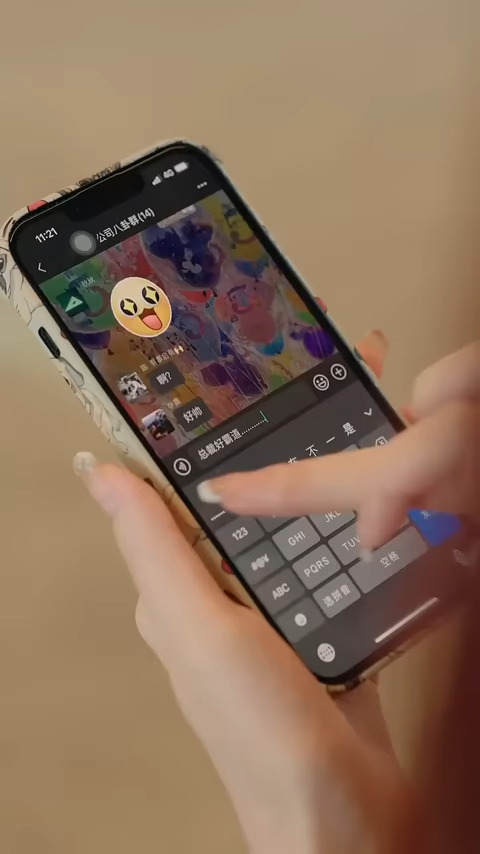 11:21
4G
公司八卦群(14)
啊?
好帅
总裁好霸道............
不 一 是
123
GHI
JKL
#@¥
PQRS
TUV
ABC
选拼音
空格